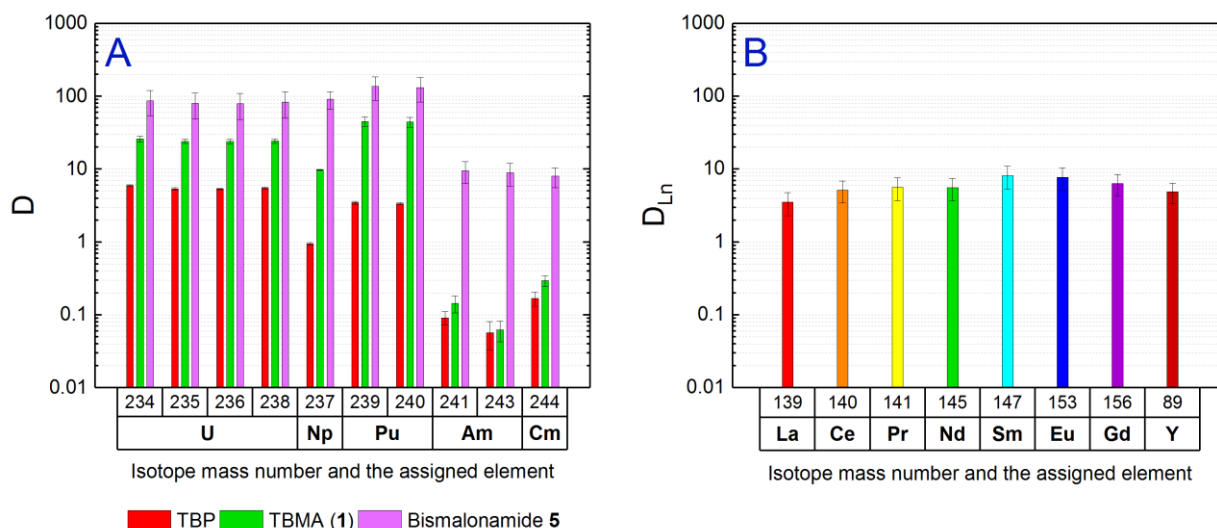 A
1000
100
10
1
0.1
0.01
D
234 235 236 238 237 239 240 241 243 244
U Np Pu Am Cm
Isotope mass number and the assigned element
TBP TBMA (1) Bismalonamide 5
B
1000
100
10
1
0.1
0.01
D_Ln
139 140 141 145 147 153 156 89
La Ce Pr Nd Sm Eu Gd Y
Isotope mass number and the assigned element